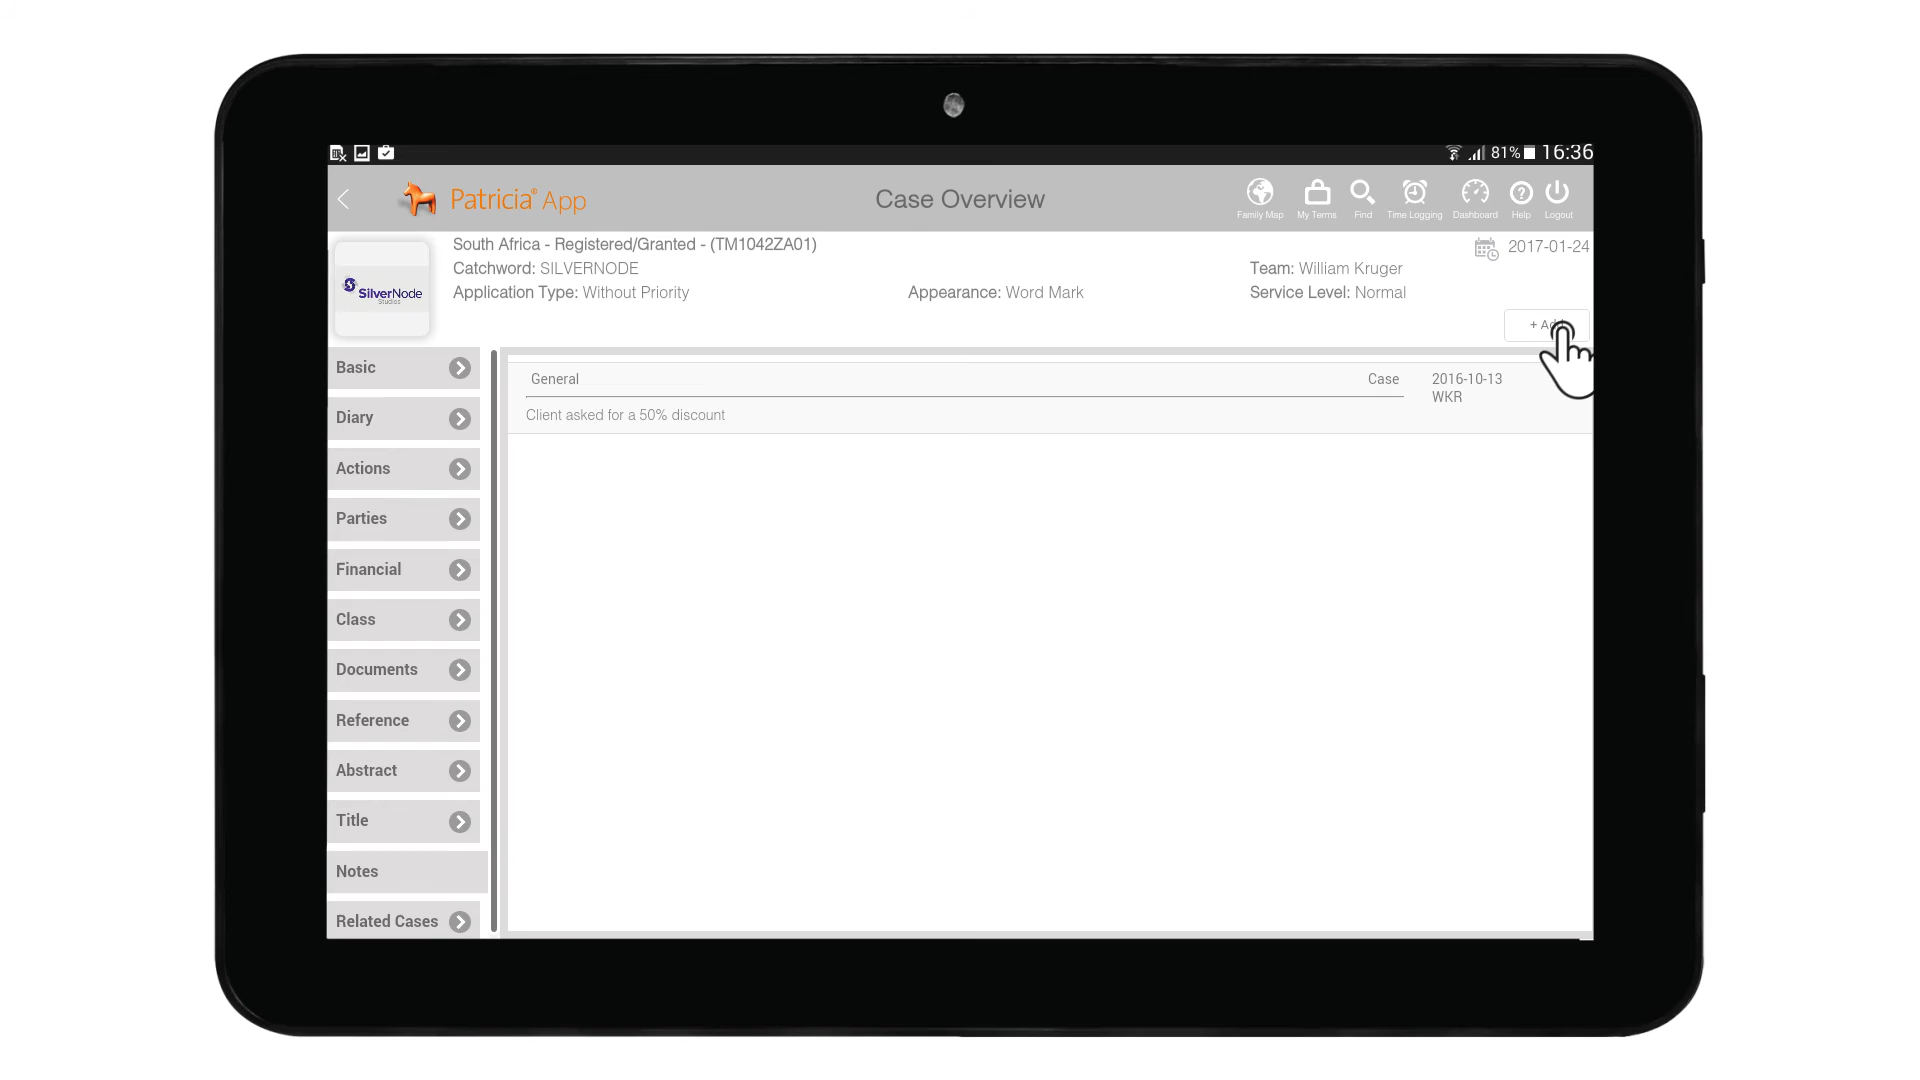 81% 16:36
Patricia® App
Case Overview
Family Map My Terms Find Time Logging Dashboard Help Logout
South Africa - Registered/Granted - (TM1042ZA01)
2017-01-24
Catchword: SILVERNODE
Team: William Kruger
Application Type: Without Priority
Appearance: Word Mark
Service Level: Normal
SilverNode
Studios
+
Basic
Diary
Actions
Parties
Financial
Class
Documents
Reference
Abstract
Title
Notes
Related Cases
General
Case
2016-10-13
WKR
Client asked for a 50% discount